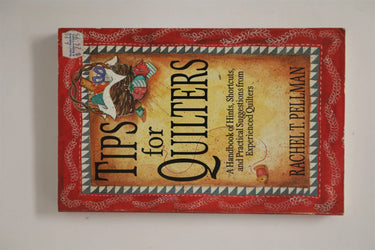 TIPS
for
QUILTERS
A Handbook of Hints, Shortcuts,
and Practical Suggestions from
Experienced Quilters
RACHEL T. PELLMAN